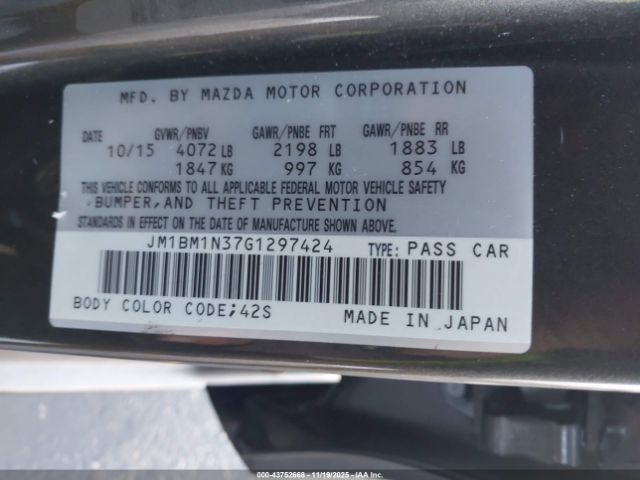 MFD. BY MAZDA MOTOR CORPORATION
DATE GVWR/PNBV GAWR/PNBE FRT GAWR/PNBE RR
10/15 4072 LB 2198 LB 1883 LB
1847 KG 997 KG 854 KG
THIS VEHICLE CONFORMS TO ALL APPLICABLE FEDERAL MOTOR VEHICLE SAFETY
,BUMPER,AND THEFT PREVENTION
STANDARDS IN EFFECT ON THE DATE OF MANUFACTURE SHOWN ABOVE.
JM1BM1N37G1297424 TYPE: PASS CAR
BODY COLOR CODE;42S MADE IN JAPAN
000-43752668 - 11/19/2025 - IAAI.COM